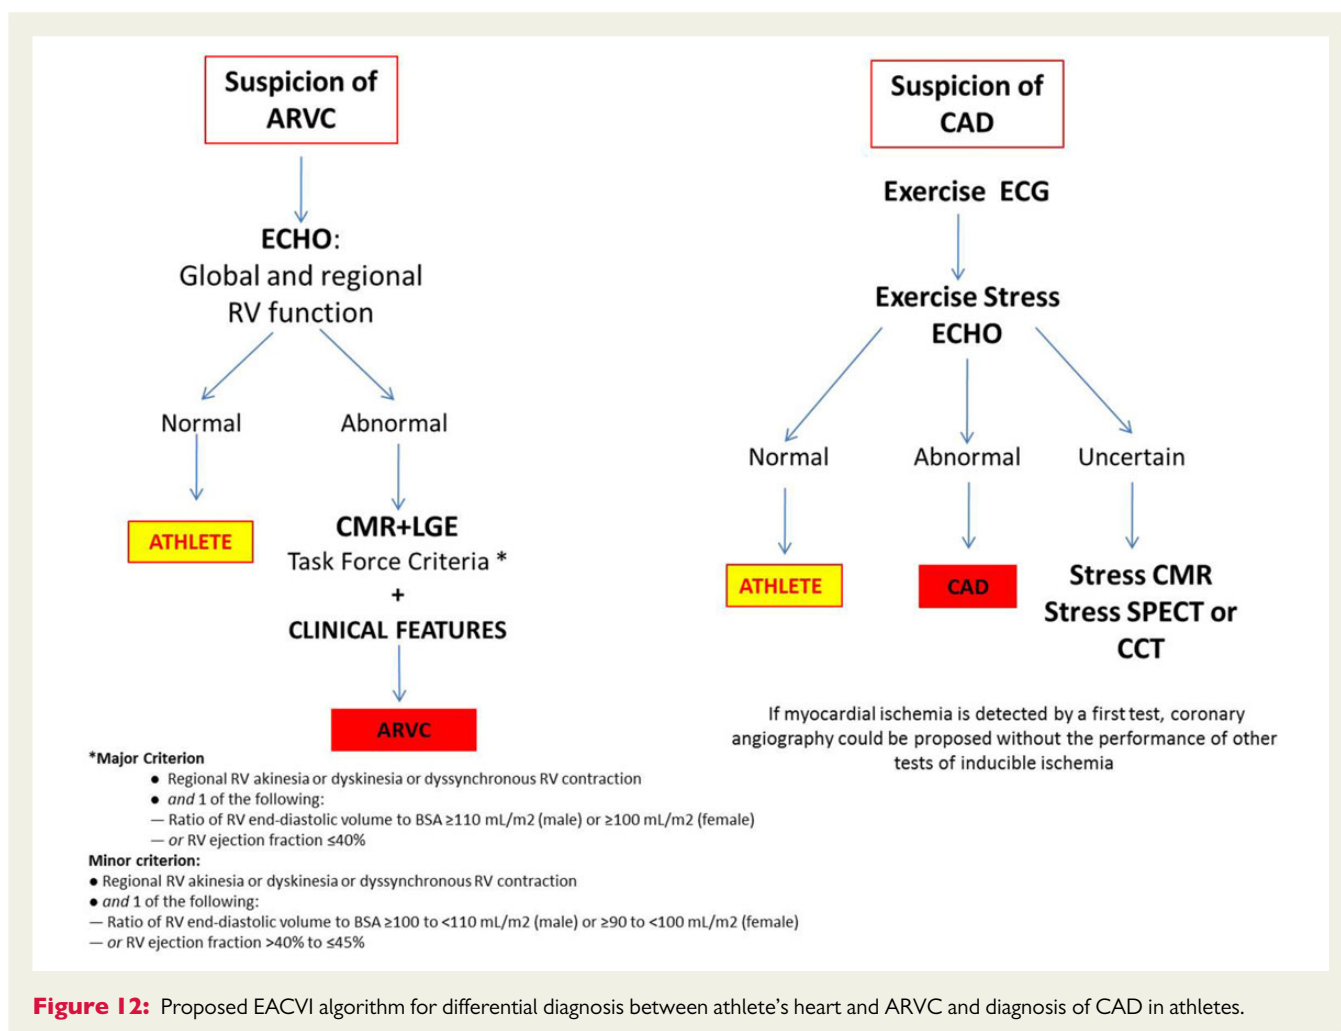 Suspicion of
ARVC
ECHO:
Global and regional
RV function
Normal
Abnormal
ATHLETE
CMR+LGE
Task Force Criteria *
+
CLINICAL FEATURES
ARVC
*Major Criterion
● Regional RV akinesia or dyskinesia or dyssynchronous RV contraction
● and 1 of the following:
— Ratio of RV end-diastolic volume to BSA ≥110 mL/m2 (male) or ≥100 mL/m2 (female)
— or RV ejection fraction ≤40%
Minor criterion:
● Regional RV akinesia or dyskinesia or dyssynchronous RV contraction
● and 1 of the following:
— Ratio of RV end-diastolic volume to BSA ≥100 to <110 mL/m2 (male) or ≥90 to <100 mL/m2 (female)
— or RV ejection fraction >40% to ≤45%
Suspicion of
CAD
Exercise ECG
Exercise Stress
ECHO
Normal
Abnormal
Uncertain
ATHLETE
CAD
Stress CMR
Stress SPECT or
CCT
If myocardial ischemia is detected by a first test, coronary
angiography could be proposed without the performance of other
tests of inducible ischemia
Figure 12: Proposed EACVI algorithm for differential diagnosis between athlete's heart and ARVC and diagnosis of CAD in athletes.